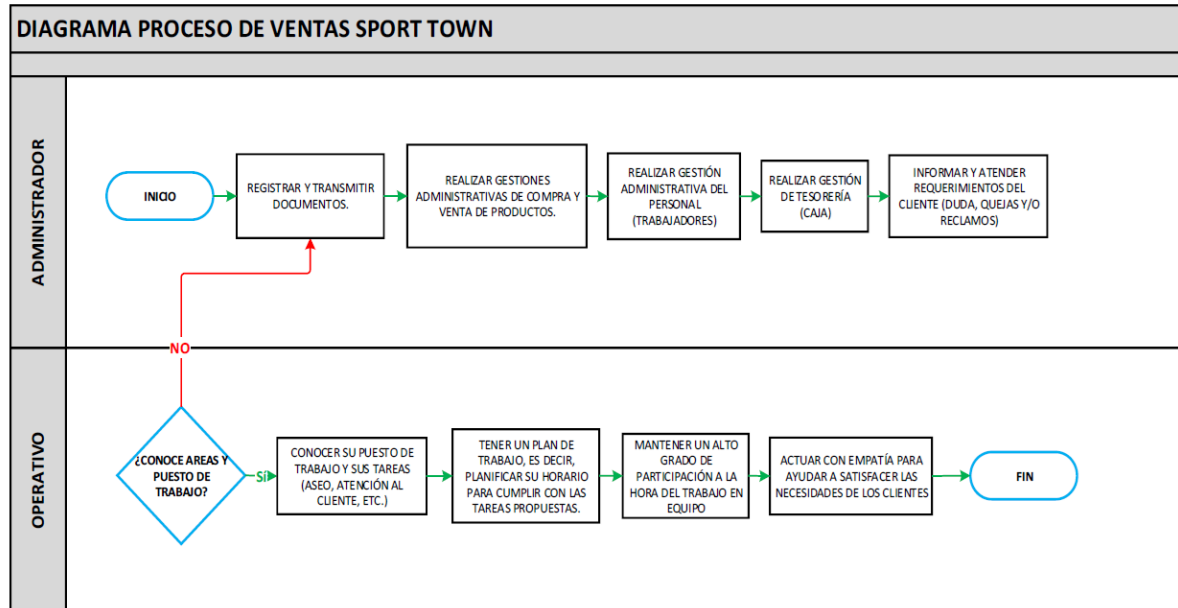 DIAGRAMA PROCESO DE VENTAS SPORT TOWN
ADMINISTRADOR
INICIO
REGISTRAR Y TRANSMITIR
DOCUMENTOS.
REALIZAR GESTIONES
ADMINISTRATIVAS DE COMPRA Y
VENTA DE PRODUCTOS.
REALIZAR GESTIÓN
ADMINISTRATIVA DEL
PERSONAL
(TRABAJADORES)
REALIZAR GESTIÓN
DE TESORERÍA
(CAJA)
INFORMAR Y ATENDER
REQUERIMIENTOS DEL
CLIENTE (DUDA, QUEJAS Y/O
RECLAMOS)
NO
OPERATIVO
¿CONOCE AREAS Y
PUESTO DE
TRABAJO?
SÍ
CONOCER SU PUESTO DE
TRABAJO Y SUS TAREAS
(ASEO, ATENCIÓN AL
CLIENTE, ETC.)
TENER UN PLAN DE
TRABAJO, ES DECIR,
PLANIFICAR SU HORARIO
PARA CUMPLIR CON LAS
TAREAS PROPUESTAS.
MANTENER UN ALTO
GRADO DE
PARTICIPACIÓN A LA
HORA DEL TRABAJO EN
EQUIPO
ACTUAR CON EMPATÍA PARA
AYUDAR A SATISFACER LAS
NECESIDADES DE LOS CLIENTES
FIN